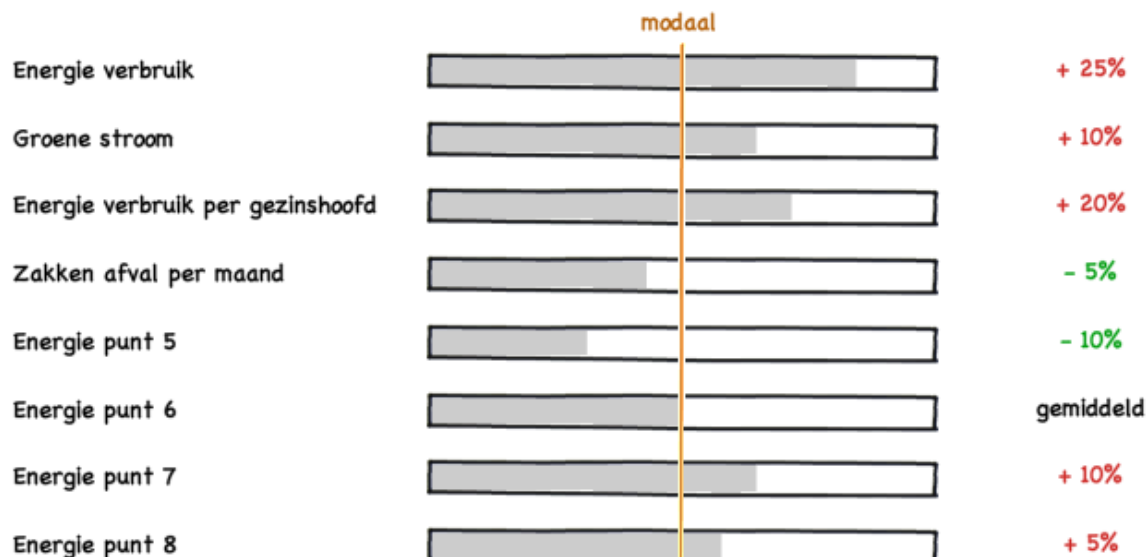 modaal
Energie verbruik + 25%
Groene stroom + 10%
Energie verbruik per gezinshoofd + 20%
Zakken afval per maand - 5%
Energie punt 5 - 10%
Energie punt 6 gemiddeld
Energie punt 7 + 10%
Energie punt 8 + 5%